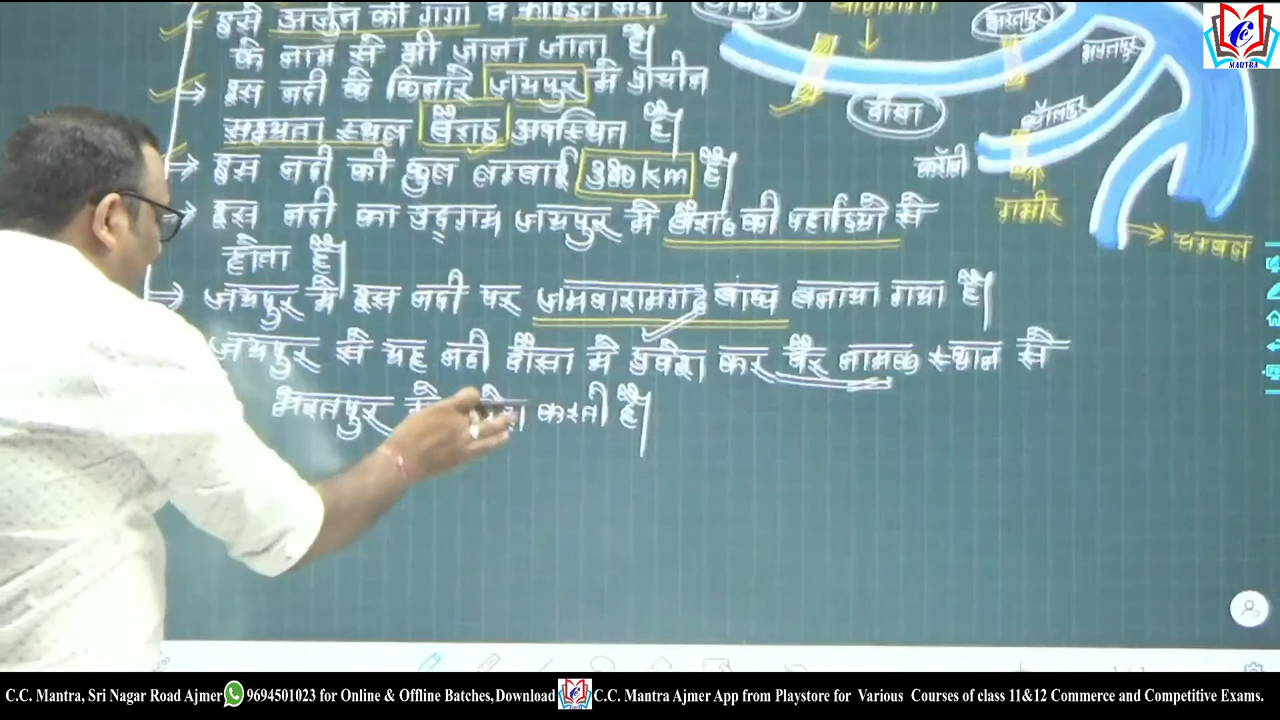 इसे अर्जुन की गंगा व
के नाम से भी जाना जाता है।
→ इस नदी के किनारे जयपुर में प्राचीन
सभ्यता स्थल बैराठ अवस्थित है।
→ इस नदी की कुल लम्बाई 380km है।
→ इस नदी का उद्गम जयपुर में बैराठ की पहाडियो से
होता है।
→ जयपुर में इस नदी पर जमवारामगढ बाध बनाया गया है।
जयपुर से यह नदी दौसा में प्रवेश कर वैर नामक स्थान से
भरतपुर में करती है।
जयपुर
भरतपुर
भरतपुर
दौसा
धौलपुर
करौली
गंभीर
→ चम्बल
C
MANTRA
C.C. Mantra, Sri Nagar Road Ajmer 9694501023 for Online & Offline Batches,Download C.C. Mantra Ajmer App from Playstore for Various Courses of class 11&12 Commerce and Competitive Exams.